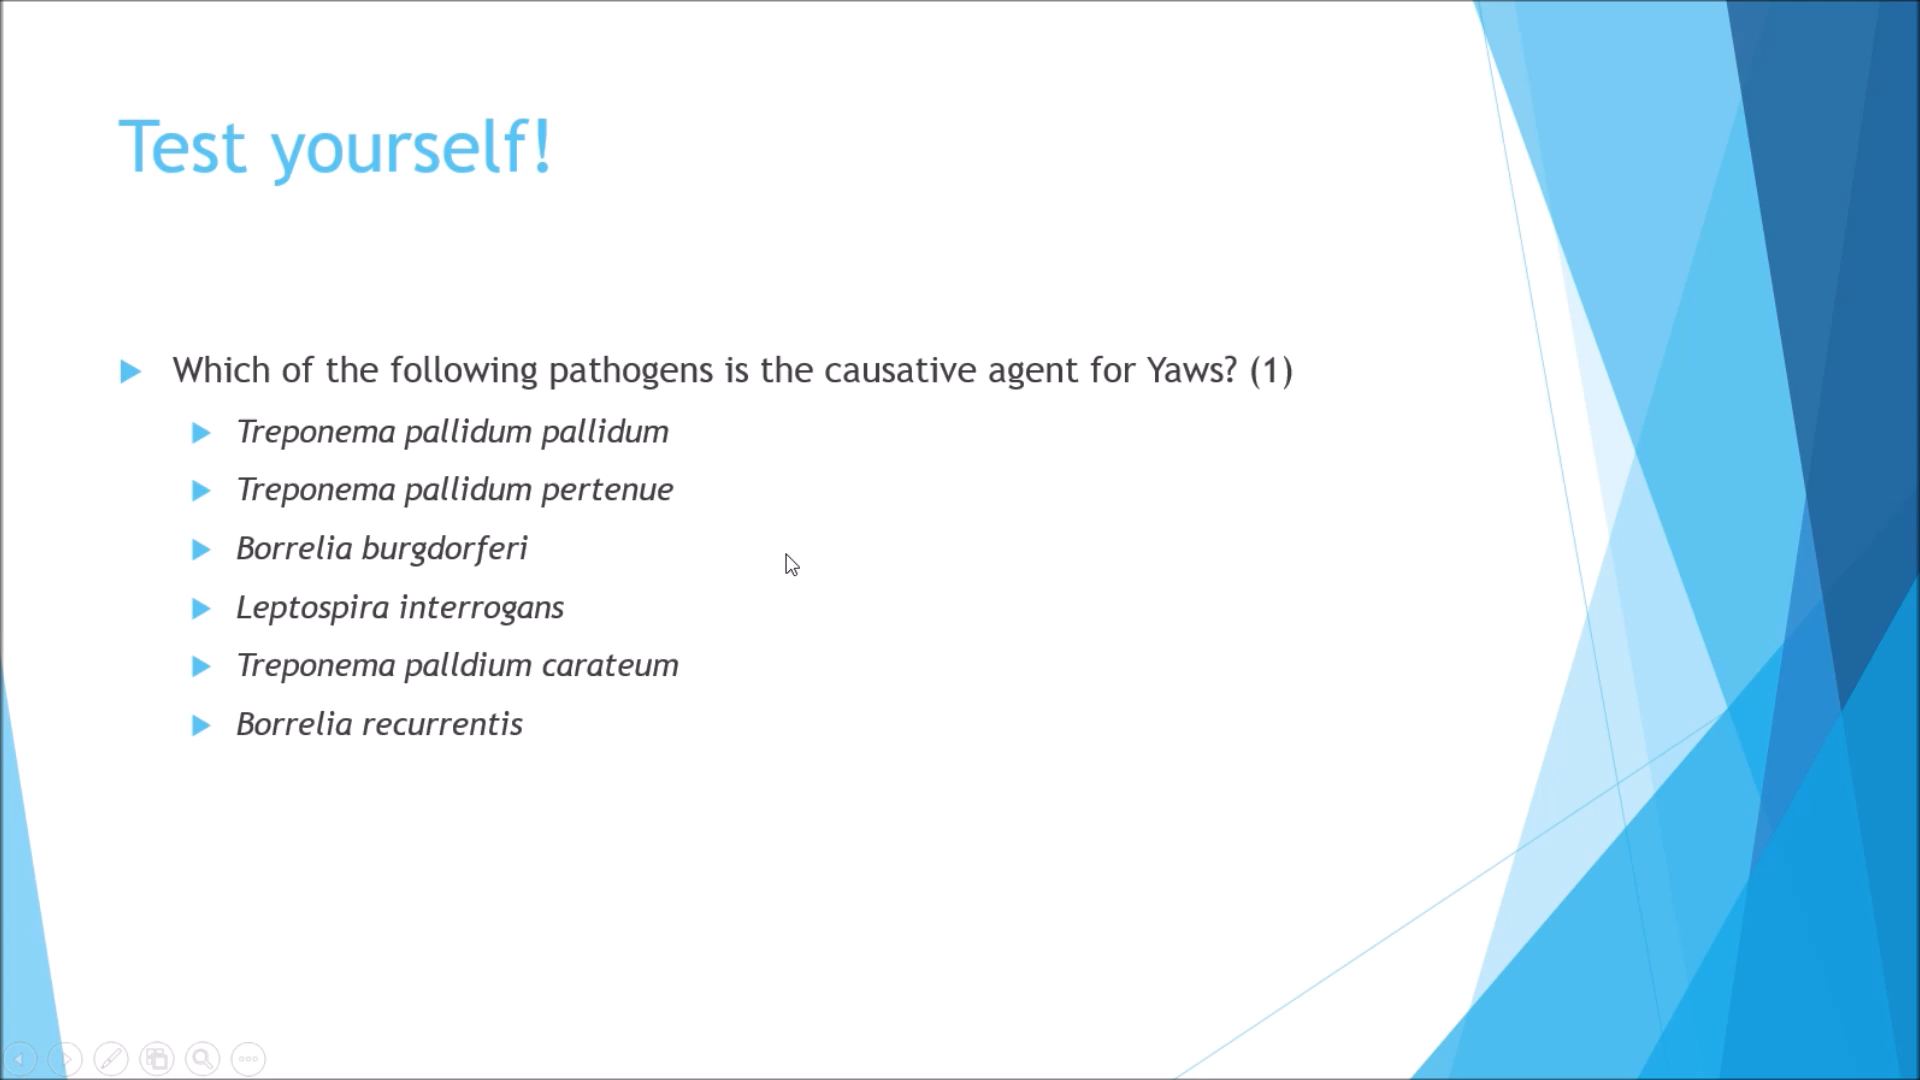 Test yourself!
Which of the following pathogens is the causative agent for Yaws? (1)
Treponema pallidum pallidum
Treponema pallidum pertenue
Borrelia burgdorferi
Leptospira interrogans
Treponema palldium carateum
Borrelia recurrentis